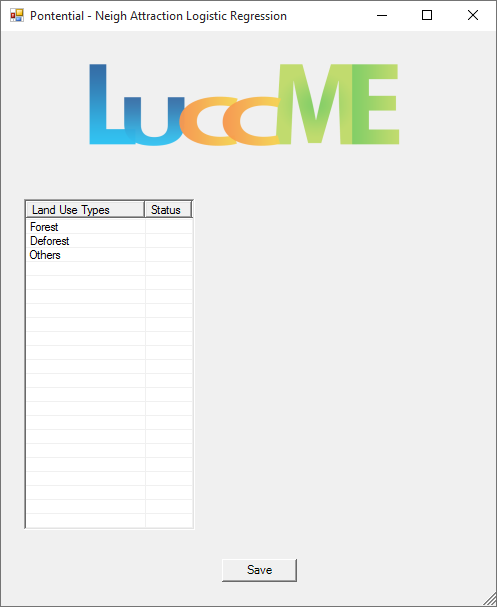 Pontential - Neigh Attraction Logistic Regression
LuccME
Land Use Types Status
Forest
Deforest
Others
Save